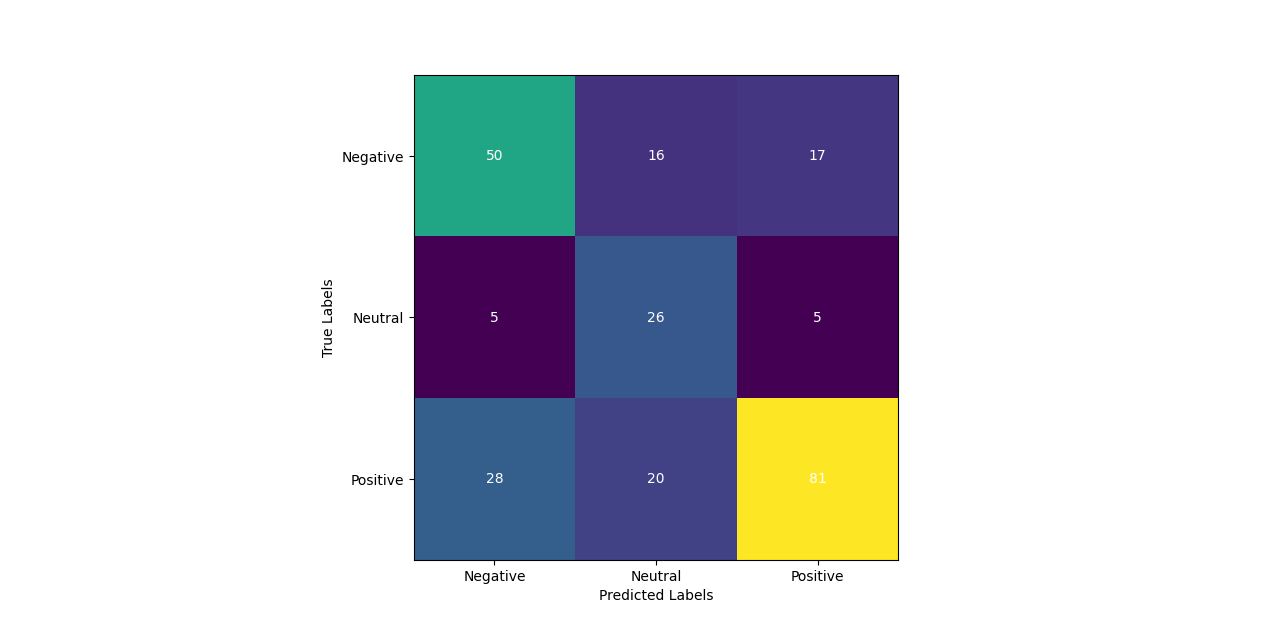 Negative 50 16 17
True Labels
Neutral 5 26 5
Positive 28 20 81
Negative Neutral Positive
Predicted Labels